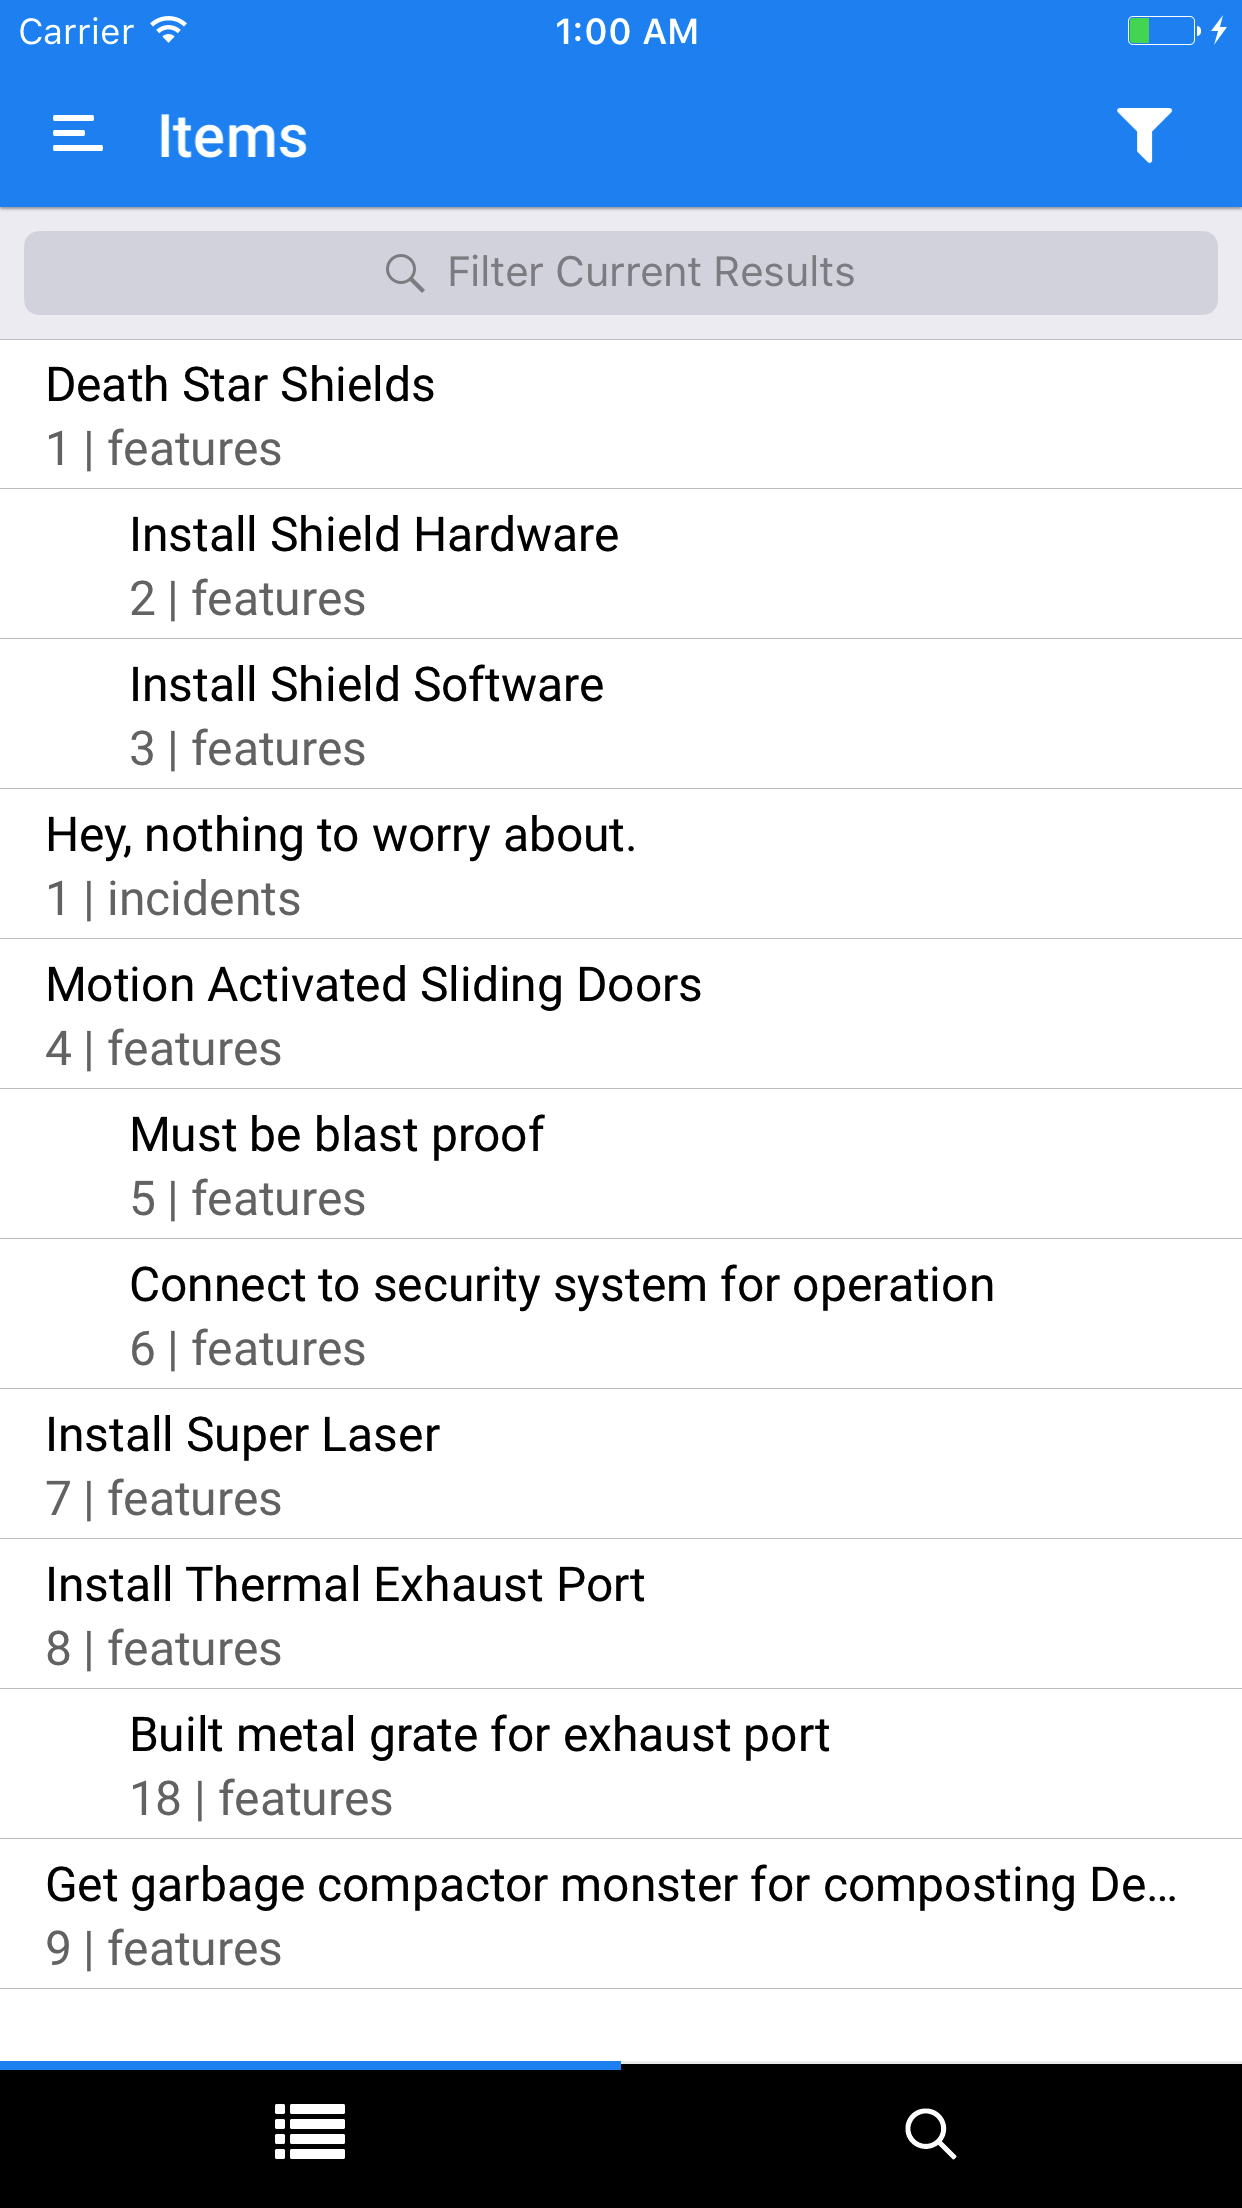 Carrier 1:00 AM
Items
Filter Current Results
Death Star Shields
1 | features
Install Shield Hardware
2 | features
Install Shield Software
3 | features
Hey, nothing to worry about.
1 | incidents
Motion Activated Sliding Doors
4 | features
Must be blast proof
5 | features
Connect to security system for operation
6 | features
Install Super Laser
7 | features
Install Thermal Exhaust Port
8 | features
Built metal grate for exhaust port
18 | features
Get garbage compactor monster for composting De...
9 | features